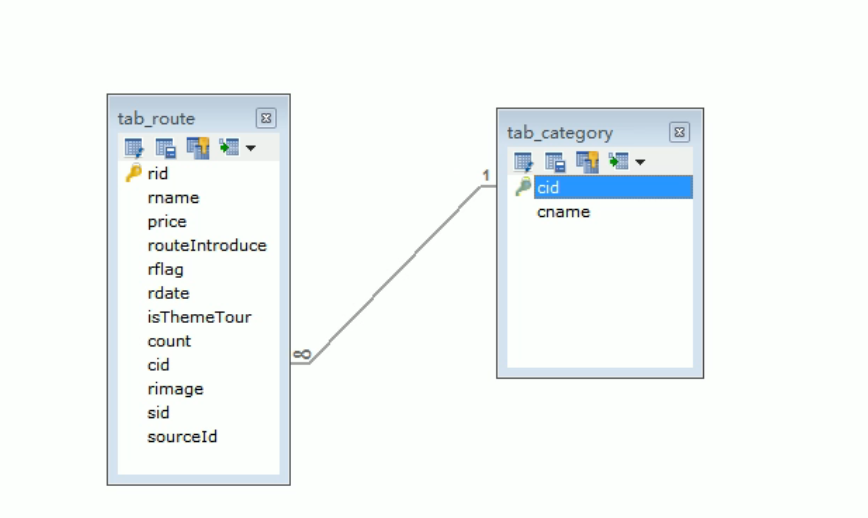 tab_route
rid
rname
price
routeIntroduce
rflag
rdate
isThemeTour
count
cid
rimage
sid
sourceId
∞
1
tab_category
cid
cname